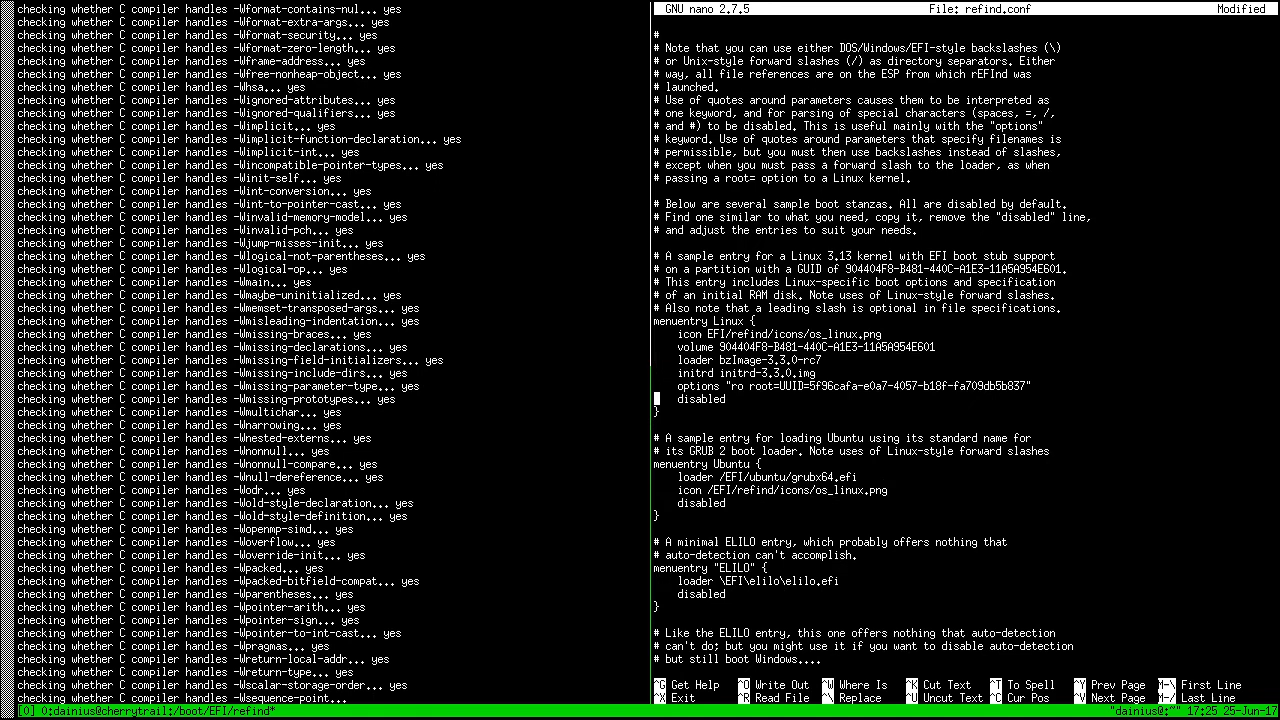 checking whether C compiler handles -Wformat-contains-nul... yes
checking whether C compiler handles -Wformat-extra-args... yes
checking whether C compiler handles -Wformat-security... yes
checking whether C compiler handles -Wformat-zero-length... yes
checking whether C compiler handles -Wframe-address... yes
checking whether C compiler handles -Wfree-nonheap-object... yes
checking whether C compiler handles -Whsa... yes
checking whether C compiler handles -Wignored-attributes... yes
checking whether C compiler handles -Wignored-qualifiers... yes
checking whether C compiler handles -Wimplicit... yes
checking whether C compiler handles -Wimplicit-function-declaration... yes
checking whether C compiler handles -Wimplicit-int... yes
checking whether C compiler handles -Wincompatible-pointer-types... yes
checking whether C compiler handles -Winit-self... yes
checking whether C compiler handles -Wint-conversion... yes
checking whether C compiler handles -Wint-to-pointer-cast... yes
checking whether C compiler handles -Winvalid-memory-model... yes
checking whether C compiler handles -Winvalid-pch... yes
checking whether C compiler handles -Wjump-misses-init... yes
checking whether C compiler handles -Wlogical-not-parentheses... yes
checking whether C compiler handles -Wlogical-op... yes
checking whether C compiler handles -Wmain... yes
checking whether C compiler handles -Wmaybe-uninitialized... yes
checking whether C compiler handles -Wmemset-transposed-args... yes
checking whether C compiler handles -Wmisleading-indentation... yes
checking whether C compiler handles -Wmissing-braces... yes
checking whether C compiler handles -Wmissing-declarations... yes
checking whether C compiler handles -Wmissing-field-initializers... yes
checking whether C compiler handles -Wmissing-include-dirs... yes
checking whether C compiler handles -Wmissing-parameter-type... yes
checking whether C compiler handles -Wmissing-prototypes... yes
checking whether C compiler handles -Wmultichar... yes
checking whether C compiler handles -Wnarrowing... yes
checking whether C compiler handles -Wnested-externs... yes
checking whether C compiler handles -Wnonnull... yes
checking whether C compiler handles -Wnonnull-compare... yes
checking whether C compiler handles -Wnull-dereference... yes
checking whether C compiler handles -Wodr... yes
checking whether C compiler handles -Wold-style-declaration... yes
checking whether C compiler handles -Wold-style-definition... yes
checking whether C compiler handles -Wopenmp-simd... yes
checking whether C compiler handles -Woverflow... yes
checking whether C compiler handles -Woverride-init... yes
checking whether C compiler handles -Wpacked... yes
checking whether C compiler handles -Wpacked-bitfield-compat... yes
checking whether C compiler handles -Wparentheses... yes
checking whether C compiler handles -Wpointer-arith... yes
checking whether C compiler handles -Wpointer-sign... yes
checking whether C compiler handles -Wpointer-to-int-cast... yes
checking whether C compiler handles -Wpragmas... yes
checking whether C compiler handles -Wreturn-local-addr... yes
checking whether C compiler handles -Wreturn-type... yes
checking whether C compiler handles -Wscalar-storage-order... yes
checking whether C compiler handles -Wsequence-point...
GNU nano 2.7.5 File: refind.conf Modified
#
# Note that you can use either DOS/Windows/EFI-style backslashes (\)
# or Unix-style forward slashes (/) as directory separators. Either
# way, all file references are on the ESP from which rEFInd was
# launched.
# Use of quotes around parameters causes them to be interpreted as
# one keyword, and for parsing of special characters (spaces, =, /,
# and #) to be disabled. This is useful mainly with the "options"
# keyword. Use of quotes around parameters that specify filenames is
# permissible, but you must then use backslashes instead of slashes,
# except when you must pass a forward slash to the loader, as when
# passing a root= option to a Linux kernel.
# Below are several sample boot stanzas. All are disabled by default.
# Find one similar to what you need, copy it, remove the "disabled" line,
# and adjust the entries to suit your needs.
# A sample entry for a Linux 3.13 kernel with EFI boot stub support
# on a partition with a GUID of 904404F8-B481-440C-A1E3-11A5A954E601.
# This entry includes Linux-specific boot options and specification
# of an initial RAM disk. Note uses of Linux-style forward slashes.
# Also note that a leading slash is optional in file specifications.
menuentry Linux {
icon EFI/refind/icons/os_linux.png
volume 904404F8-B481-440C-A1E3-11A5A954E601
loader bzImage-3.3.0-rc7
initrd initrd-3.3.0.img
options "ro root=UUID=5f96cafa-e0a7-4057-b18f-fa709db5b837"
disabled
}
# A sample entry for loading Ubuntu using its standard name for
# its GRUB 2 boot loader. Note uses of Linux-style forward slashes
menuentry Ubuntu {
loader /EFI/ubuntu/grubx64.efi
icon /EFI/refind/icons/os_linux.png
disabled
}
# A minimal ELILO entry, which probably offers nothing that
# auto-detection can't accomplish.
menuentry "ELILO" {
loader \EFI\elilo\elilo.efi
disabled
}
# Like the ELILO entry, this one offers nothing that auto-detection
# can't do; but you might use it if you want to disable auto-detection
# but still boot Windows....
^G Get Help ^O Write Out ^W Where Is ^K Cut Text ^T To Spell ^Y Prev Page M-\ First Line
^X Exit ^R Read File ^\ Replace ^U Uncut Text ^C Cur Pos ^V Next Page M-/ Last Line
[0] 0:dainius@cherrytrail:/boot/EFI/refind* "dainius@:~" 17:25 25-Jun-17